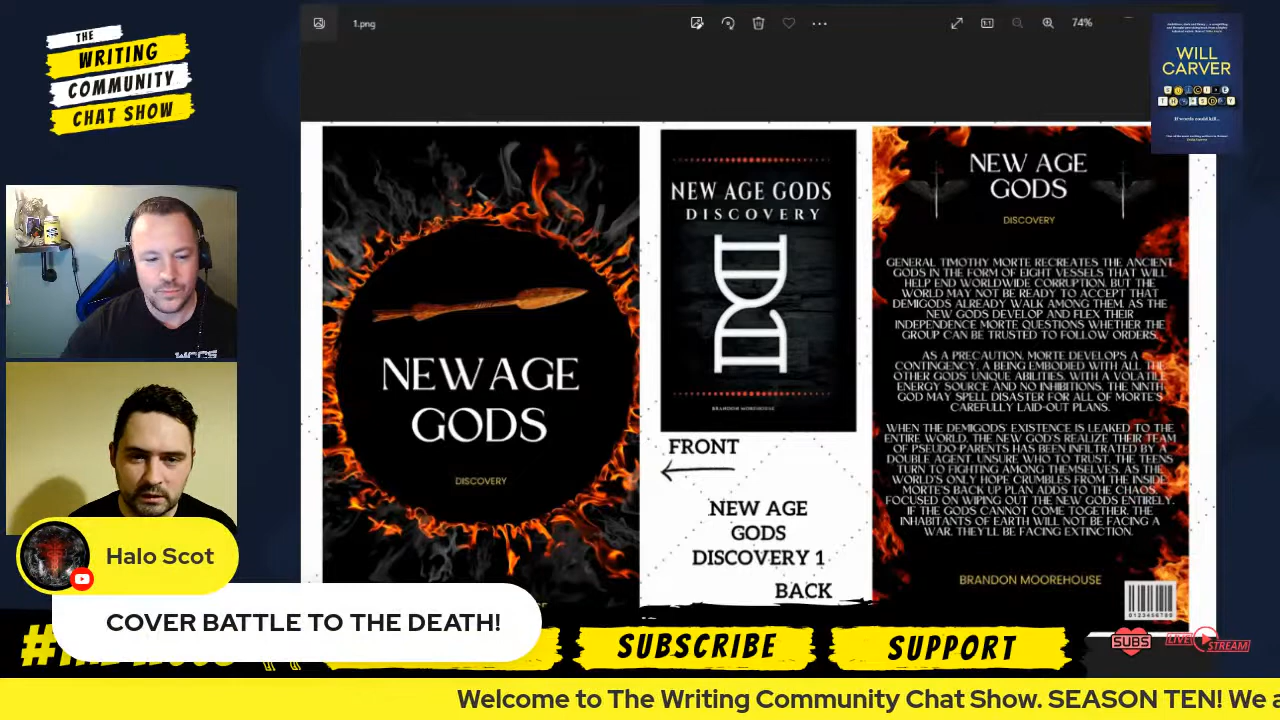 THE
WRITING
COMMUNITY
CHAT SHOW
1.png
74%
WILL
CARVER
If words could kill...
NEW AGE
GODS
DISCOVERY
NEW AGE GODS
DISCOVERY
BRANDON MOREHOUSE
FRONT
NEW AGE
GODS
DISCOVERY 1
BACK
NEW AGE
GODS
DISCOVERY
GENERAL TIMOTHY MORTE RECREATES THE ANCIENT
GODS IN THE FORM OF EIGHT VESSELS THAT WILL
HELP END WORLDWIDE CORRUPTION. BUT THE
WORLD MAY NOT BE READY TO ACCEPT THAT
DEMIGODS ALREADY WALK AMONG THEM. AS THE
NEW GODS DEVELOP AND FLEX THEIR
INDEPENDENCE MORTE QUESTIONS WHETHER THE
GROUP CAN BE TRUSTED TO FOLLOW ORDERS.
AS A PRECAUTION, MORTE DEVELOPS A
CONTINGENCY, A BEING EMBODIED WITH ALL THE
OTHER GODS' UNIQUE ABILITIES. WITH A VOLATILE
ENERGY SOURCE AND NO INHIBITIONS, THE NINTH
GOD MAY SPELL DISASTER FOR ALL OF MORTE'S
CAREFULLY LAID-OUT PLANS.
WHEN THE DEMIGODS' EXISTENCE IS LEAKED TO THE
ENTIRE WORLD, THE NEW GOD'S REALIZE THEIR TEAM
OF PSEUDO-PARENTS HAS BEEN INFILTRATED BY A
DOUBLE AGENT. UNSURE WHO TO TRUST, THE TEENS
TURN TO FIGHTING AMONG THEMSELVES. AS THE
WORLD'S ONLY HOPE CRUMBLES FROM THE INSIDE,
MORTE'S BACK UP PLAN ADDS TO THE CHAOS,
FOCUSED ON WIPING OUT THE NEW GODS ENTIRELY.
IF THE GODS CANNOT COME TOGETHER, THE
INHABITANTS OF EARTH WILL NOT BE FACING A
WAR, THEY'LL BE FACING EXTINCTION.
BRANDON MOOREHOUSE
0123456789
WCCS
Halo Scot
COVER BATTLE TO THE DEATH!
SUBSCRIBE
SUPPORT
SUBS
LIVE
STREAM
Welcome to The Writing Community Chat Show. SEASON TEN! We a